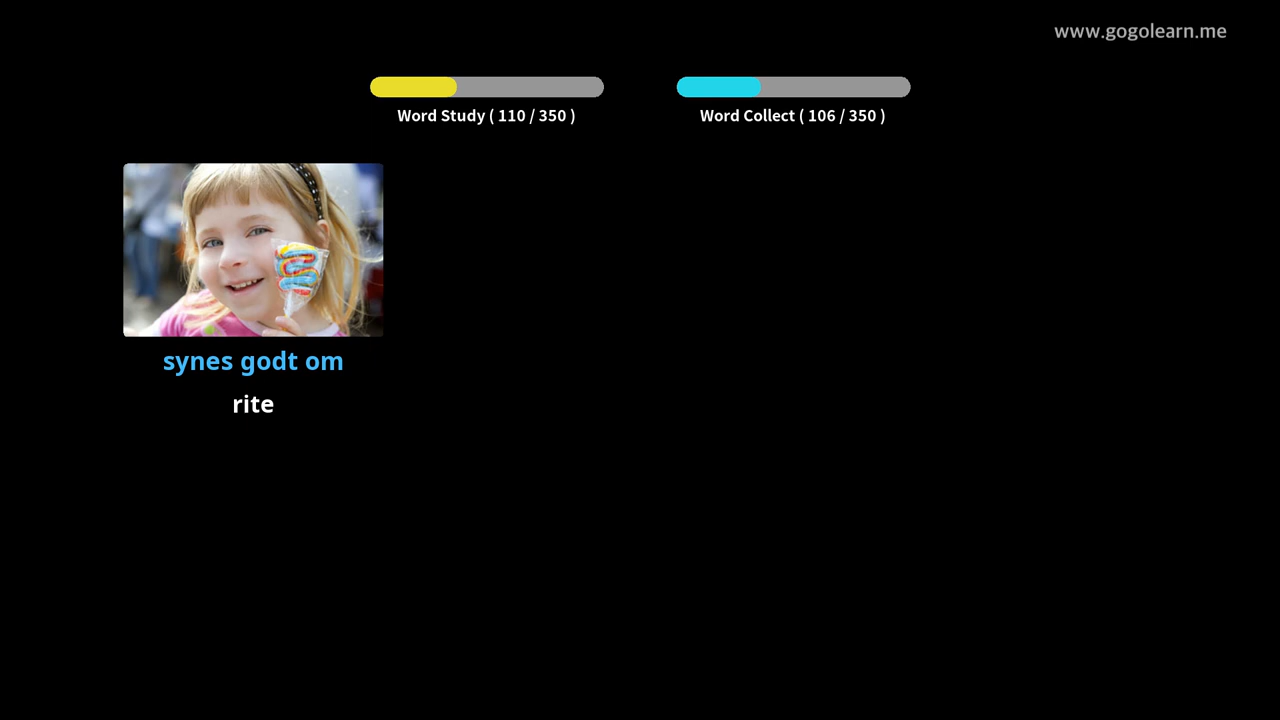 www.gogolearn.me
Word Study ( 110 / 350 )
Word Collect ( 106 / 350 )
synes godt om
rite